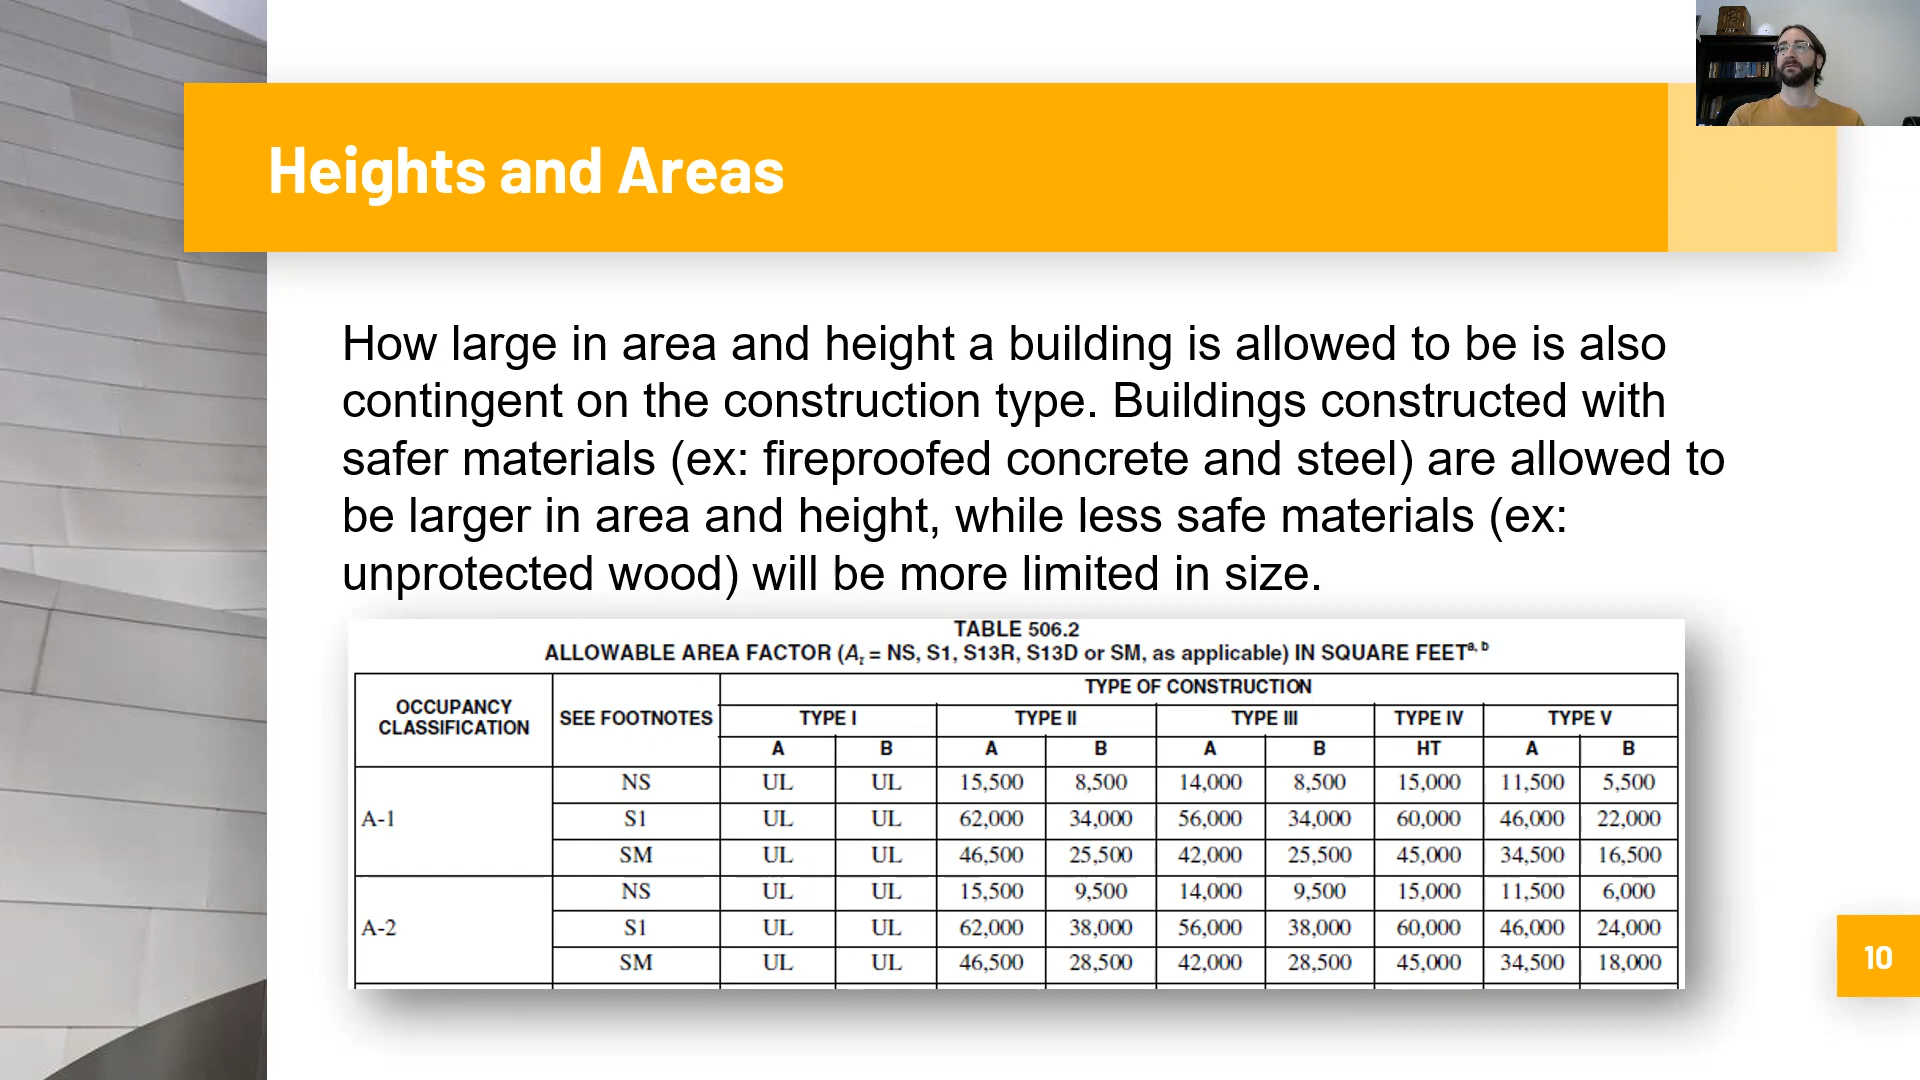 Heights and Areas
How large in area and height a building is allowed to be is also
contingent on the construction type. Buildings constructed with
safer materials (ex: fireproofed concrete and steel) are allowed to
be larger in area and height, while less safe materials (ex:
unprotected wood) will be more limited in size.
TABLE 506.2
ALLOWABLE AREA FACTOR (At = NS, S1, S13R, S13D or SM, as applicable) IN SQUARE FEETa, b
OCCUPANCY CLASSIFICATION SEE FOOTNOTES TYPE OF CONSTRUCTION
TYPE I TYPE II TYPE III TYPE IV TYPE V
A B A B A B HT A B
A-1
NS UL UL 15,500 8,500 14,000 8,500 15,000 11,500 5,500
S1 UL UL 62,000 34,000 56,000 34,000 60,000 46,000 22,000
SM UL UL 46,500 25,500 42,000 25,500 45,000 34,500 16,500
A-2
NS UL UL 15,500 9,500 14,000 9,500 15,000 11,500 6,000
S1 UL UL 62,000 38,000 56,000 38,000 60,000 46,000 24,000
SM UL UL 46,500 28,500 42,000 28,500 45,000 34,500 18,000
10